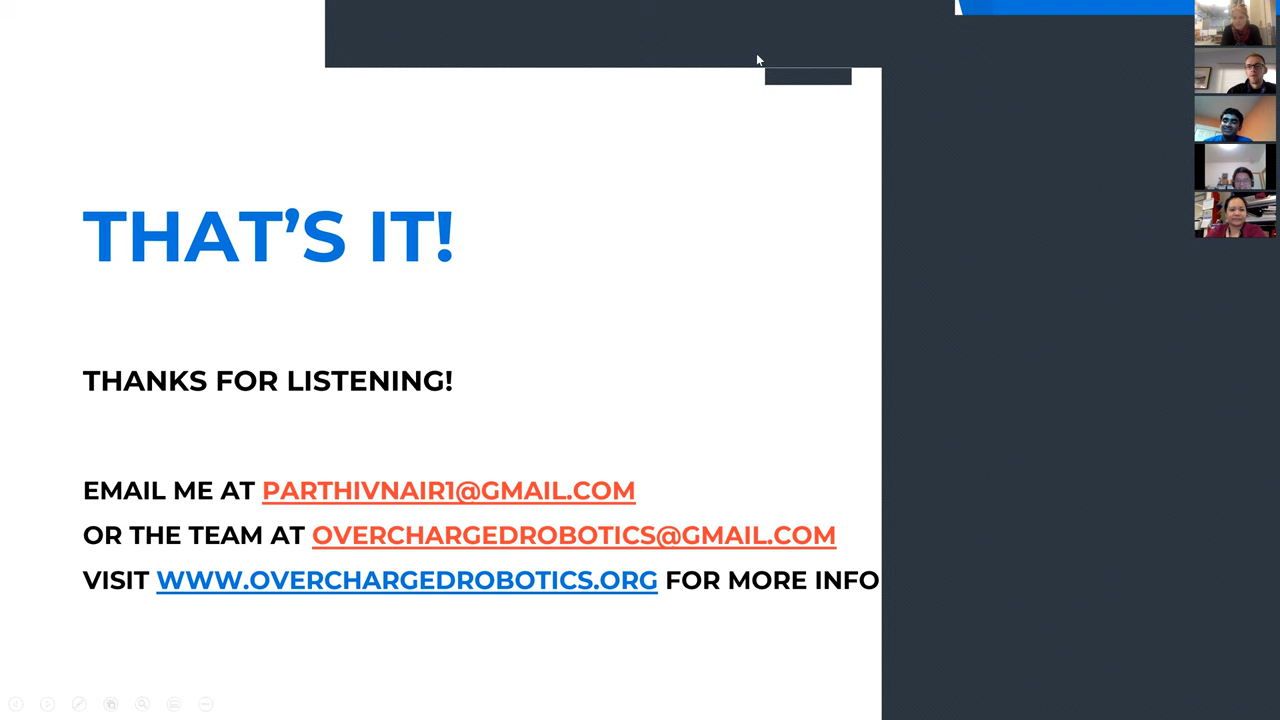 THAT'S IT!
THANKS FOR LISTENING!
EMAIL ME AT PARTHIVNAIR1@GMAIL.COM
OR THE TEAM AT OVERCHARGEDROBOTICS@GMAIL.COM
VISIT WWW.OVERCHARGEDROBOTICS.ORG FOR MORE INFO